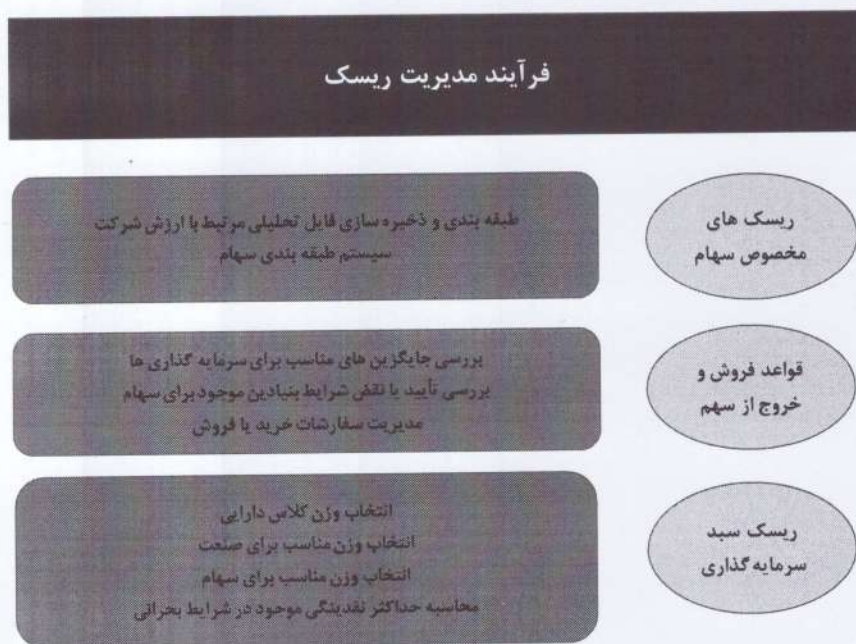 فرآیند مدیریت ریسک
ریسک های
مخصوص سهام
طبقه بندی و ذخیره سازی فایل تحلیلی مرتبط با ارزش شرکت
سیستم طبقه بندی سهام
قواعد فروش و
خروج از سهم
بررسی جایگزین های مناسب برای سرمایه گذاری ها
بررسی تأیید یا نقض شرایط بنیادین موجود برای سهام
مدیریت سفارشات خرید یا فروش
ریسک سبد
سرمایه گذاری
انتخاب وزن کلاس دارایی
انتخاب وزن مناسب برای صنعت
انتخاب وزن مناسب برای سهام
محاسبه حداکثر نقدینگی موجود در شرایط بحرانی